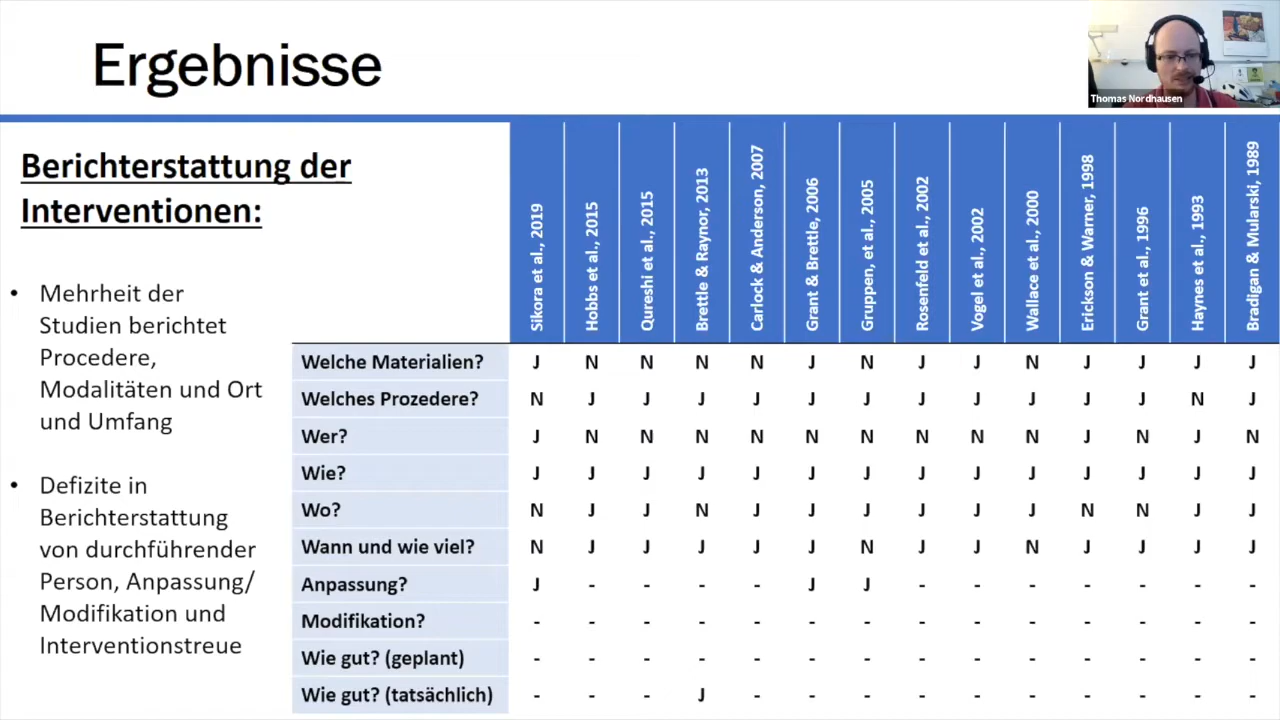 Ergebnisse
Thomas Nordhausen
Berichterstattung der
Interventionen:
• Mehrheit der
Studien berichtet
Procedere,
Modalitäten und Ort
und Umfang
• Defizite in
Berichterstattung
von durchführender
Person, Anpassung/
Modifikation und
Interventionstreue
Sikora et al., 2019
Hobbs et al., 2015
Qureshi et al., 2015
Brettle & Raynor, 2013
Carlock & Anderson, 2007
Grant & Brettle, 2006
Gruppen, et al., 2005
Rosenfeld et al., 2002
Vogel et al., 2002
Wallace et al., 2000
Erickson & Warner, 1998
Grant et al., 1996
Haynes et al., 1993
Bradigan & Mularski, 1989
Welche Materialien? J N N N N J N J J N J J J J
Welches Prozedere? N J J J J J J J J J J J N J
Wer? J N N N N N N N N N J N J N
Wie? J J J J J J J J J J J J J J
Wo? N J J N J J J J J J N N J J
Wann und wie viel? N J J J J J N J J N J J J J
Anpassung? J - - - - J J - - - - - - -
Modifikation? - - - - - - - - - - - - - -
Wie gut? (geplant) - - - - - - - - - - - - - -
Wie gut? (tatsächlich) - - - J - - - - - - - - - -